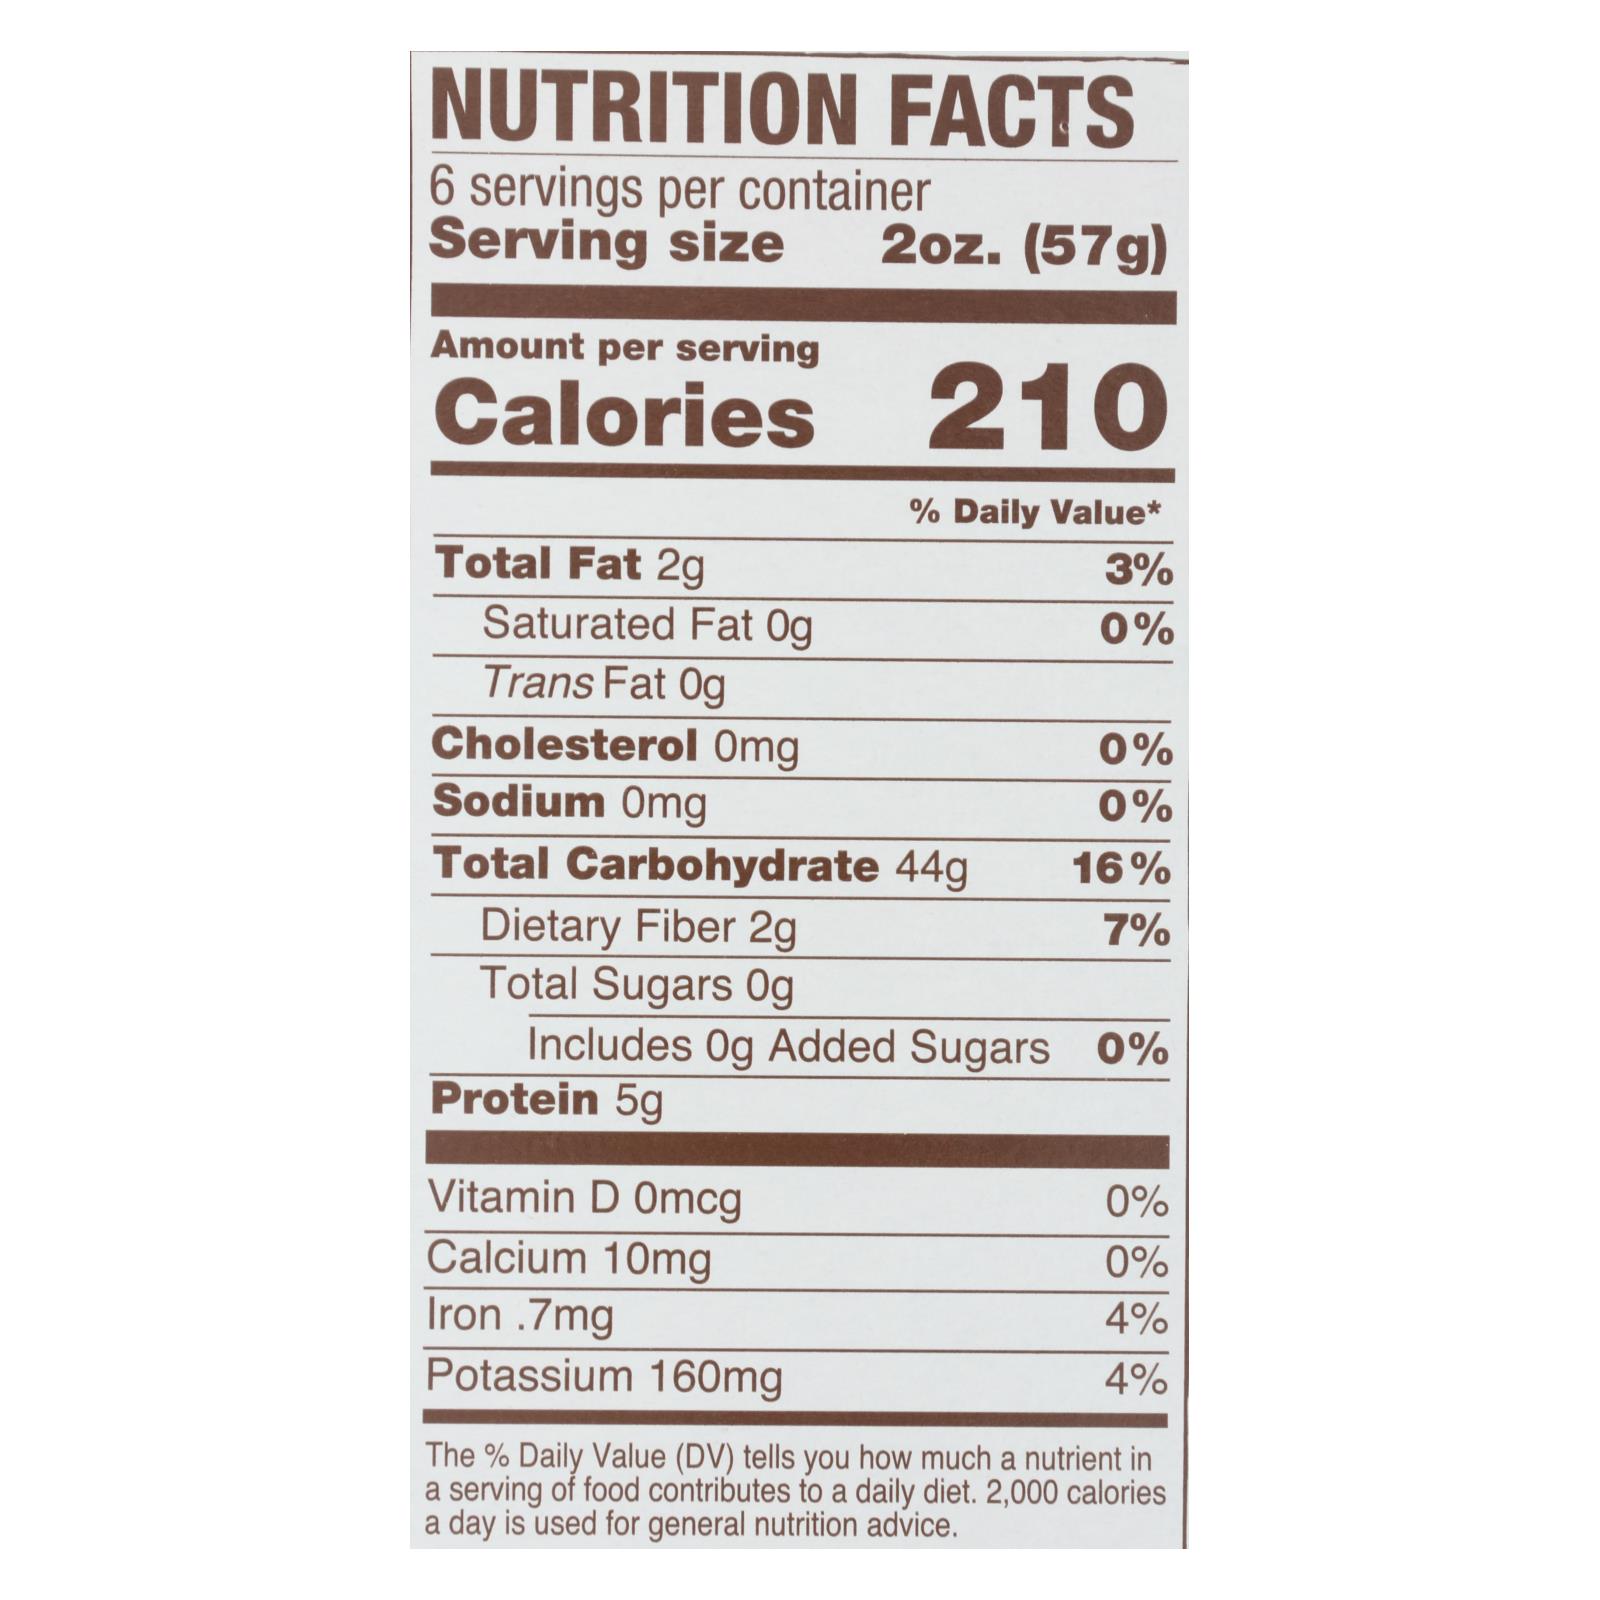 NUTRITION FACTS
6 servings per container
Serving size 2oz. (57g)
Amount per serving
Calories 210
% Daily Value*
Total Fat 2g 3%
Saturated Fat 0g 0%
Trans Fat 0g
Cholesterol 0mg 0%
Sodium 0mg 0%
Total Carbohydrate 44g 16%
Dietary Fiber 2g 7%
Total Sugars 0g
Includes 0g Added Sugars 0%
Protein 5g
Vitamin D 0mcg 0%
Calcium 10mg 0%
Iron .7mg 4%
Potassium 160mg 4%
The % Daily Value (DV) tells you how much a nutrient in
a serving of food contributes to a daily diet. 2,000 calories
a day is used for general nutrition advice.